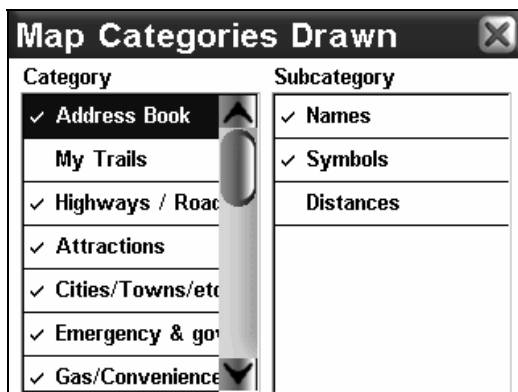 Map Categories Drawn
Category
Subcategory
✓ Address Book
My Trails
✓ Highways / Roa
✓ Attractions
✓ Cities/Towns/etc
✓ Emergency & gov
✓ Gas/Convenience
✓ Names
✓ Symbols
Distances